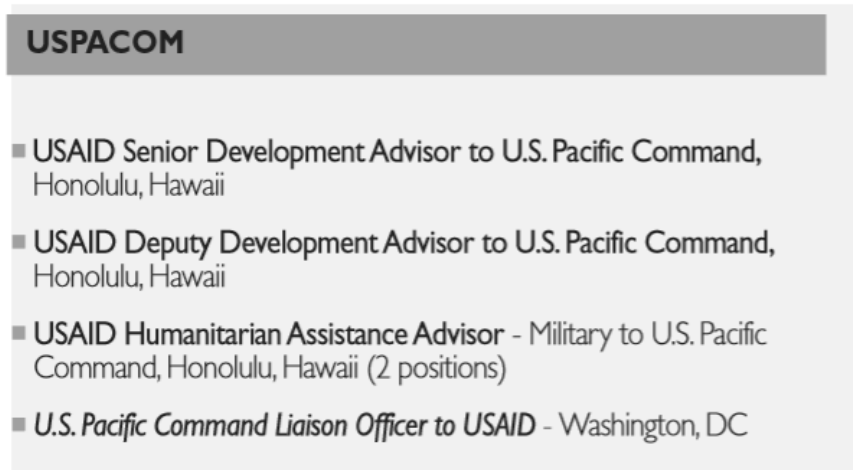 USPACOM
■ USAID Senior Development Advisor to U.S. Pacific Command,
Honolulu, Hawaii
■ USAID Deputy Development Advisor to U.S. Pacific Command,
Honolulu, Hawaii
■ USAID Humanitarian Assistance Advisor - Military to U.S. Pacific
Command, Honolulu, Hawaii (2 positions)
■ U.S. Pacific Command Liaison Officer to USAID - Washington, DC